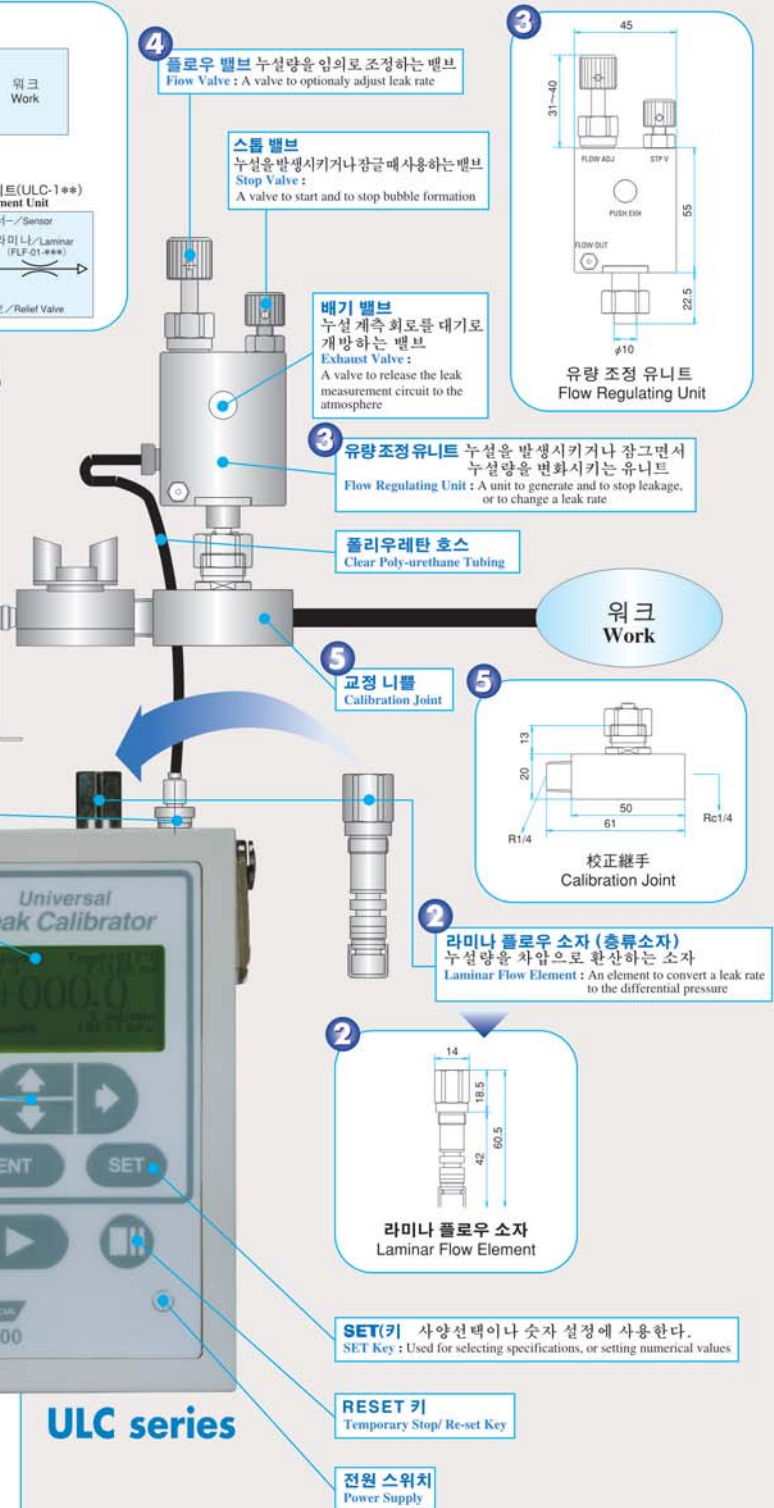 워크
Work
(ULC-1**)
ment Unit
/Sensor
라미나/Laminar
(FLF-01-***)
/Relief Valve
4
플로우 밸브 누설량을 임의로 조정하는 밸브
Flow Valve : A valve to optionaly adjust leak rate
스톱 밸브
누설을 발생시키거나 잠글 때 사용하는 밸브
Stop Valve :
A valve to start and to stop bubble formation
배기 밸브
누설 계측 회로를 대기로
개방하는 밸브
Exhaust Valve :
A valve to release the leak
measurement circuit to the
atmosphere
3
유량 조정 유니트 누설을 발생시키거나 잠그면서
누설량을 변화시키는 유니트
Flow Regulating Unit : A unit to generate and to stop leakage,
or to change a leak rate
폴리우레탄 호스
Clear Poly-urethane Tubing
워크
Work
5
교정 니쁠
Calibration Joint
3
45
31~40
FLOW ADJ
STP V
PUSH EXH
55
FLOW OUT
22.5
ϕ10
유량 조정 유니트
Flow Regulating Unit
5
13
20
50
61
R1/4
Rc1/4
校正継手
Calibration Joint
2
라미나 플로우 소자 (층류소자)
누설량을 차압으로 환산하는 소자
Laminar Flow Element : An element to convert a leak rate
to the differential pressure
2
14
18.5
42
60.5
라미나 플로우 소자
Laminar Flow Element
Universal
eak Calibrator
+000.0
ENT
SET
00
SET(키 사양선택이나 숫자 설정에 사용한다.
SET Key : Used for selecting specifications, or setting numerical values
RESET 키
Temporary Stop/ Re-set Key
전원 스위치
Power Supply
ULC series